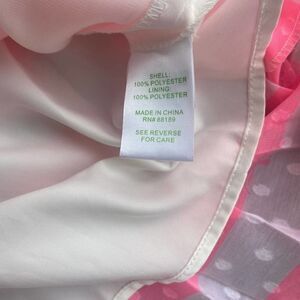 SHELL:
100% POLYESTER
LINING:
100% POLYESTER
MADE IN CHINA
RN# 88189
SEE REVERSE
FOR CARE